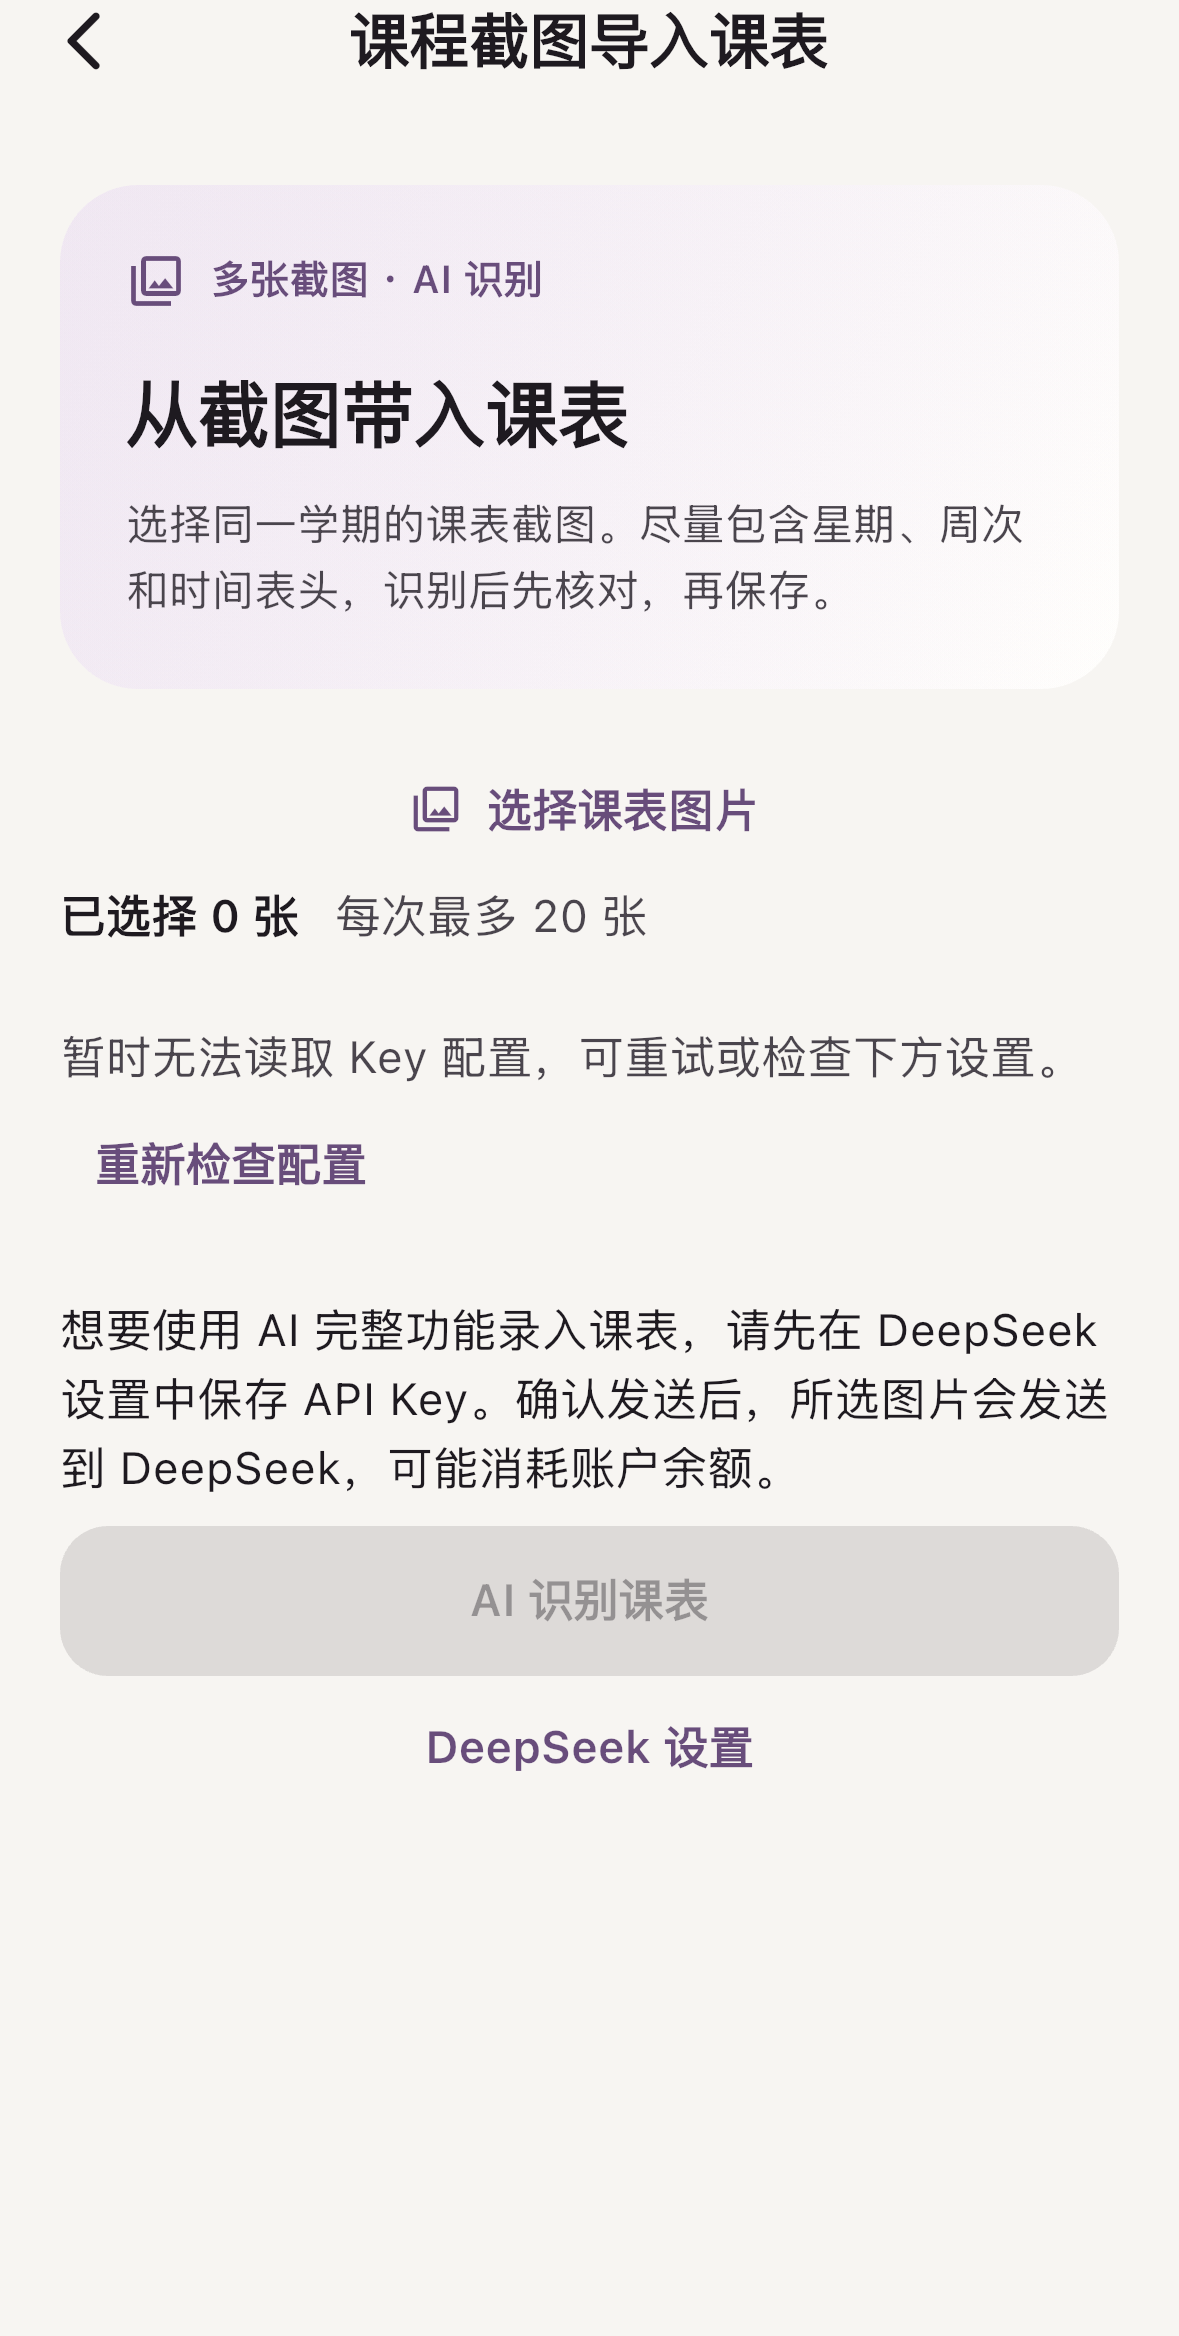 课程截图导入课表
多张截图 · AI 识别
从截图带入课表
选择同一学期的课表截图。尽量包含星期、周次
和时间表头，识别后先核对，再保存。
选择课表图片
已选择 0 张 每次最多 20 张
暂时无法读取 Key 配置，可重试或检查下方设置。
重新检查配置
想要使用 AI 完整功能录入课表，请先在 DeepSeek
设置中保存 API Key。确认发送后，所选图片会发送
到 DeepSeek，可能消耗账户余额。
AI 识别课表
DeepSeek 设置